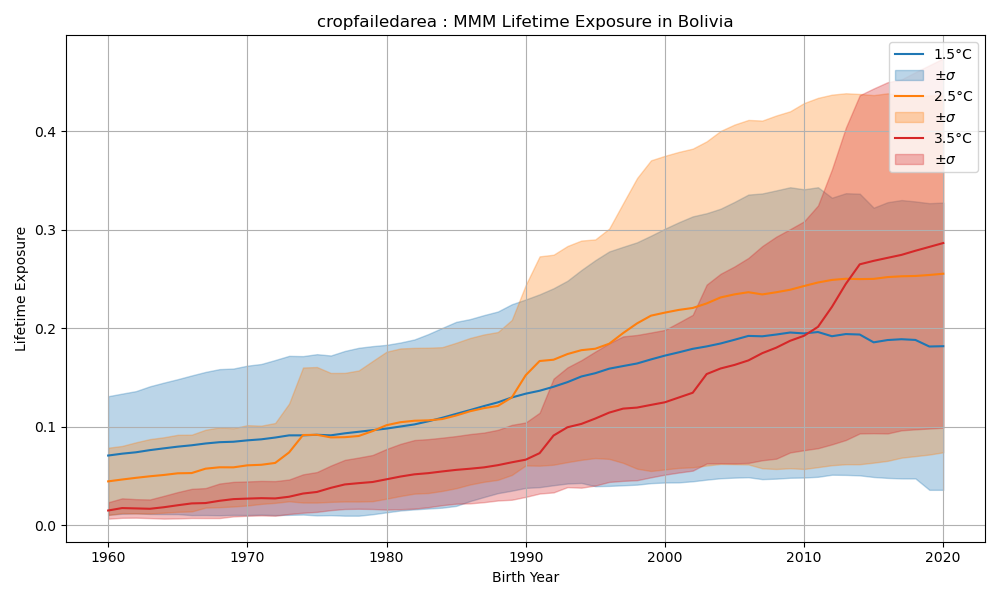 cropfailedarea : MMM Lifetime Exposure in Bolivia
Lifetime Exposure
0.4
0.3
0.2
0.1
0.0
1960 1970 1980 1990 2000 2010 2020
Birth Year
1.5°C
±σ
2.5°C
±σ
3.5°C
±σ